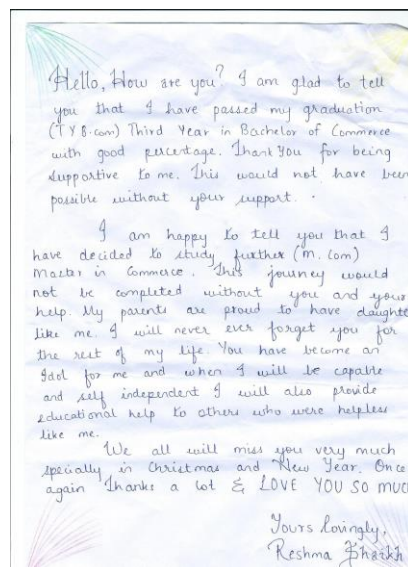 Hello, How are you? I am glad to tell
you that I have passed my graduation
(T Y B.com) Third Year in Bachelor of Commerce
with good percentage. Thank You for being
supportive to me. This would not have been
possible without your support.
I am happy to tell you that I
have decided to study further (M. Com)
Master in Commerce. This journey would
not be completed without you and your
help. My parents are proud to have daughter
like me. I will never ever forget you for
the rest of my life. You have become an
Idol for me and when I will be capable
and self independent I will also provide
educational help to others who were helpless
like me.
We all will miss you very much
specially in Christmas and New Year. Once
again Thanks a lot & LOVE YOU SO MUCH
Yours lovingly,
Reshma Shaikh